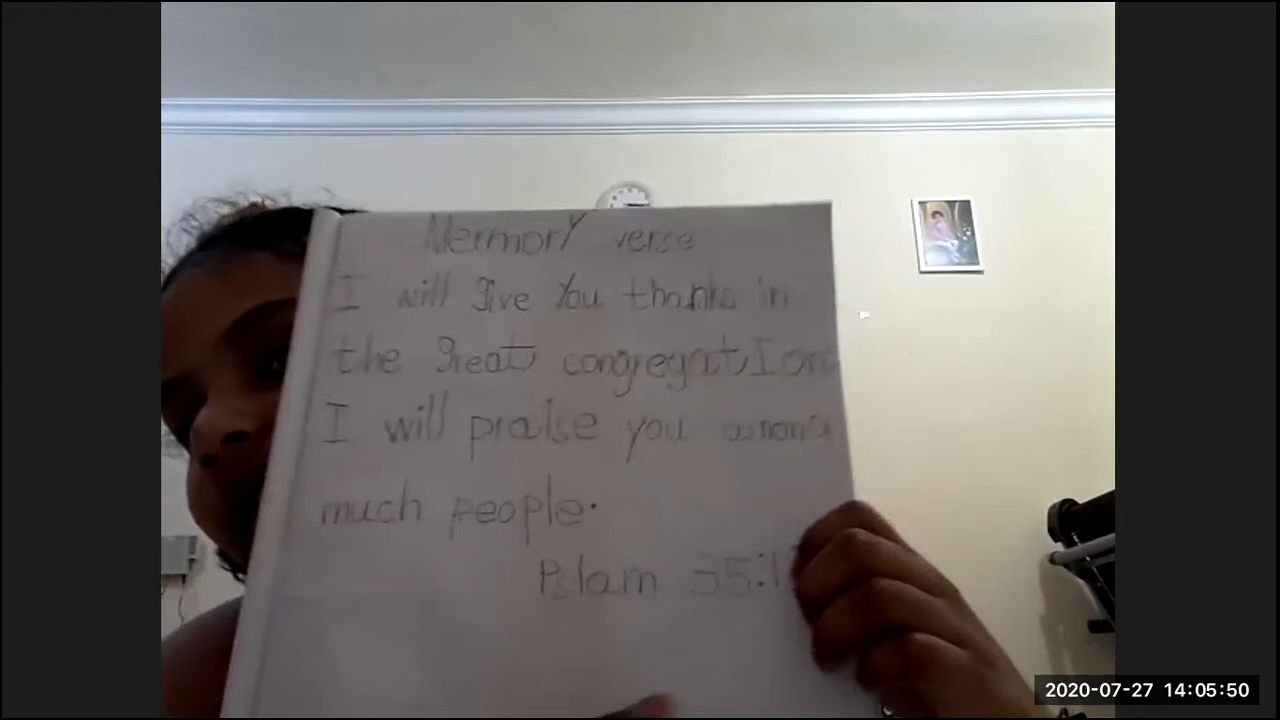 Memory verse
I will give You thanks in
the great congregatIon
I will praise you among
much people.
Pslam 35:1
2020-07-27 14:05:50